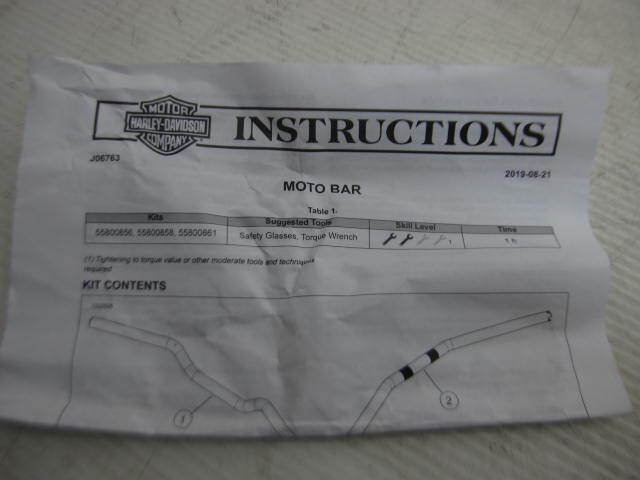 MOTOR
HARLEY-DAVIDSON
COMPANY
INSTRUCTIONS
J06763
2019-08-21
MOTO BAR
Table 1.
Kits Suggested Tools Skill Level Time
55800856, 55800858, 55800861 Safety Glasses, Torque Wrench 1 1 h
(1) Tightening to torque value or other moderate tools and techniques
required
KIT CONTENTS
1
2